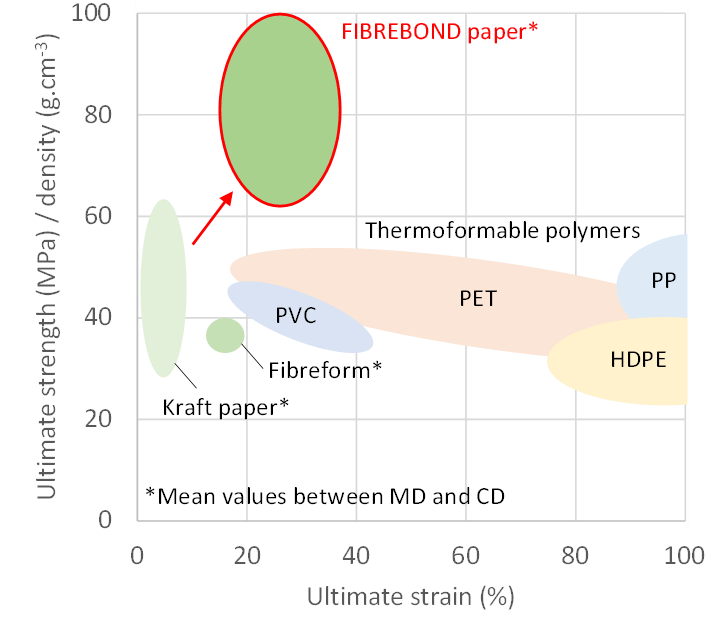 FIBREBOND paper*
Ultimate strength (MPa) / density (g.cm-3)
100
80
60
40
20
0
Thermoformable polymers
PP
PET
PVC
HDPE
Fibreform*
Kraft paper*
*Mean values between MD and CD
0 20 40 60 80 100
Ultimate strain (%)